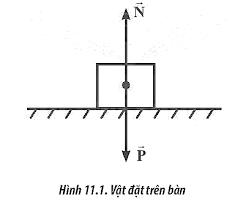 N⃗
P⃗
Hình 11.1. Vật đặt trên bàn